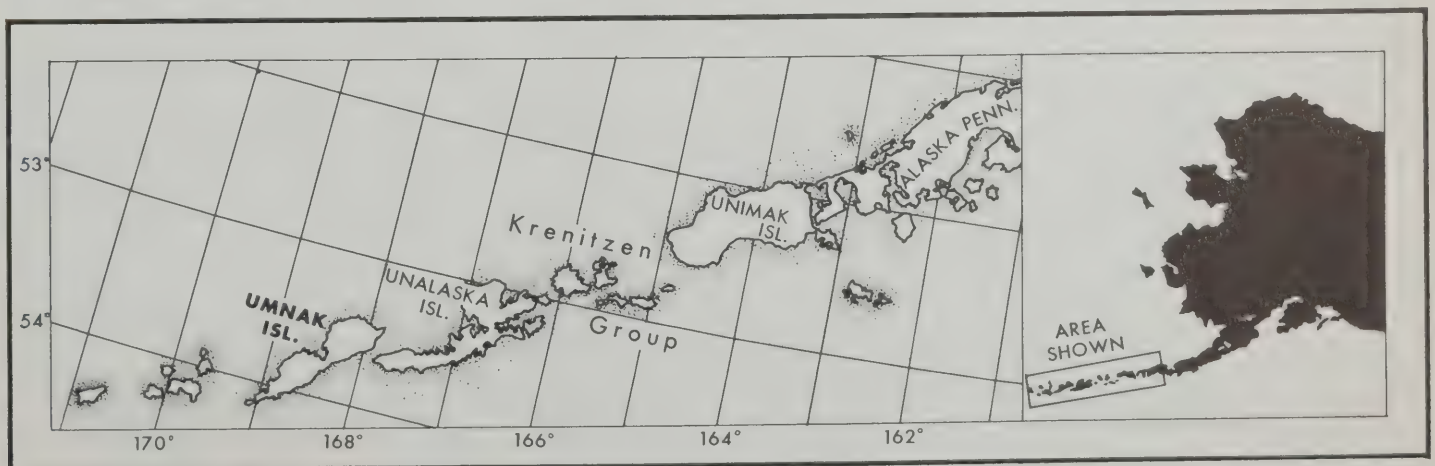 53°
54°
UMNAK
ISL.
UNALASKA
ISL.
Krenitzen
Group
UNIMAK
ISL.
ALASKA PENN.
170°
168°
166°
164°
162°
AREA
SHOWN